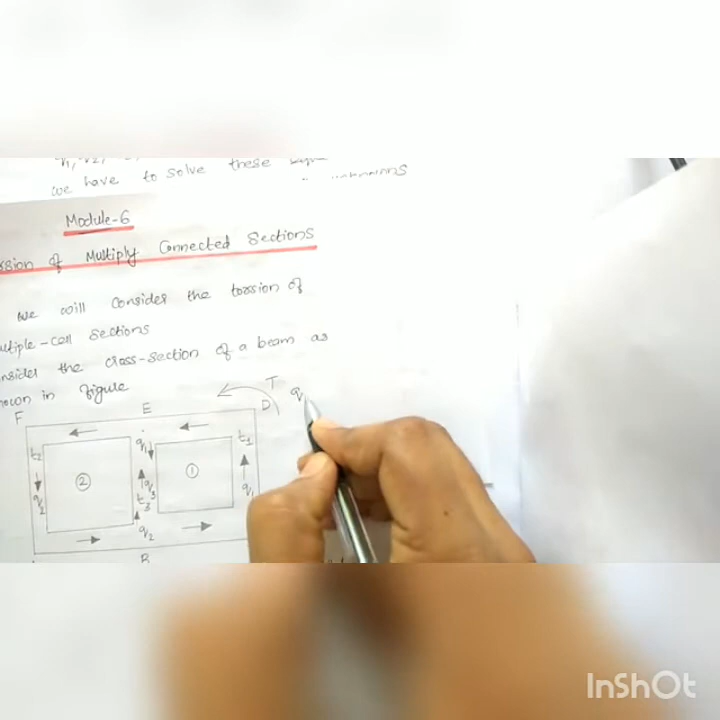 we have to solve these
Module-6
of Multiply Connected Sections
we will consider the torsion of
-cell sections
the cross-section of a beam as
in figure
F E D T q
t2 q1 t1
2 1
q2 q3 q1
t3
q2
B
InShOt